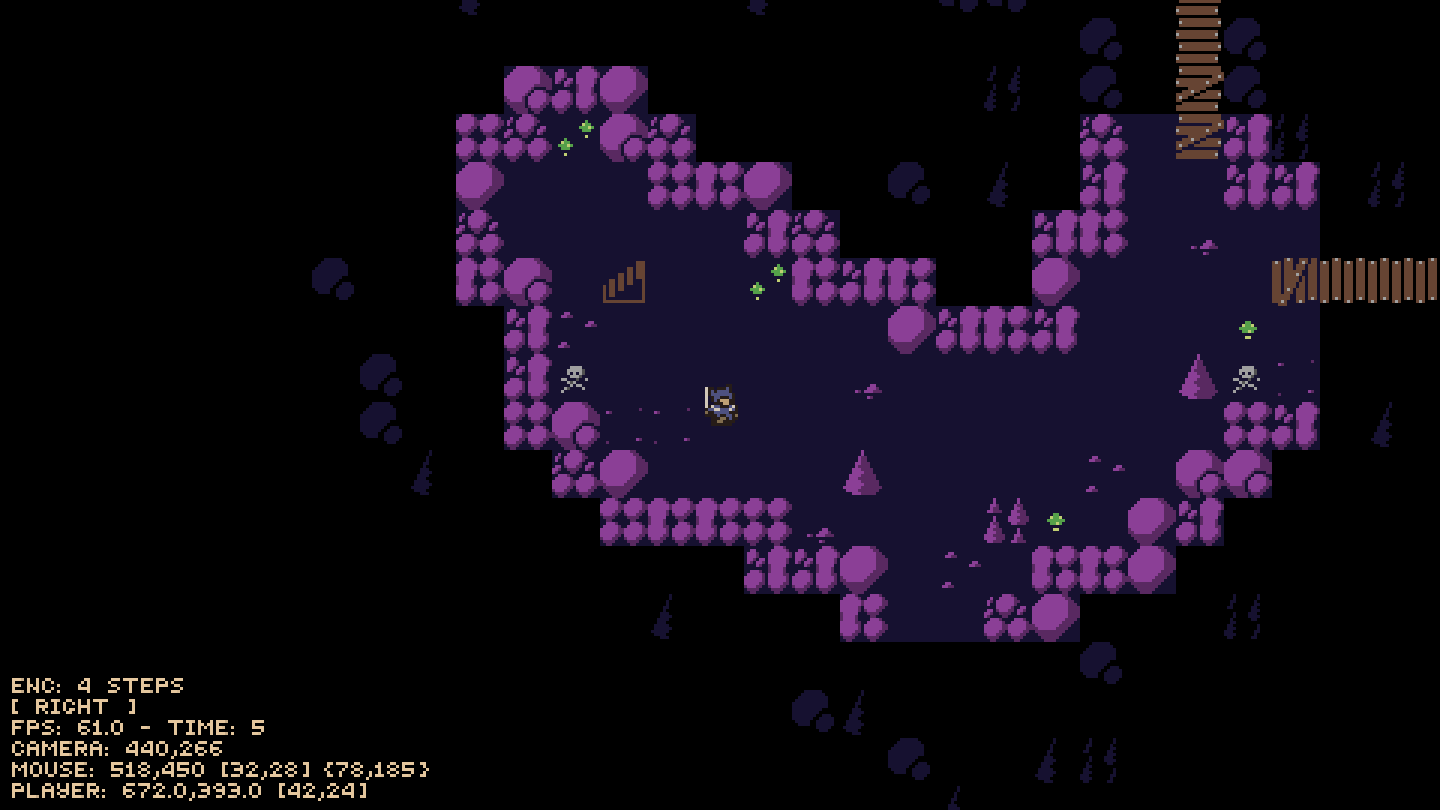 ENC: 4 STEPS
[ RIGHT ]
FPS: 61.0 - TIME: 5
CAMERA: 440,266
MOUSE: 518,450 [32,28] {78,185}
PLAYER: 672.0,393.0 [42,24]